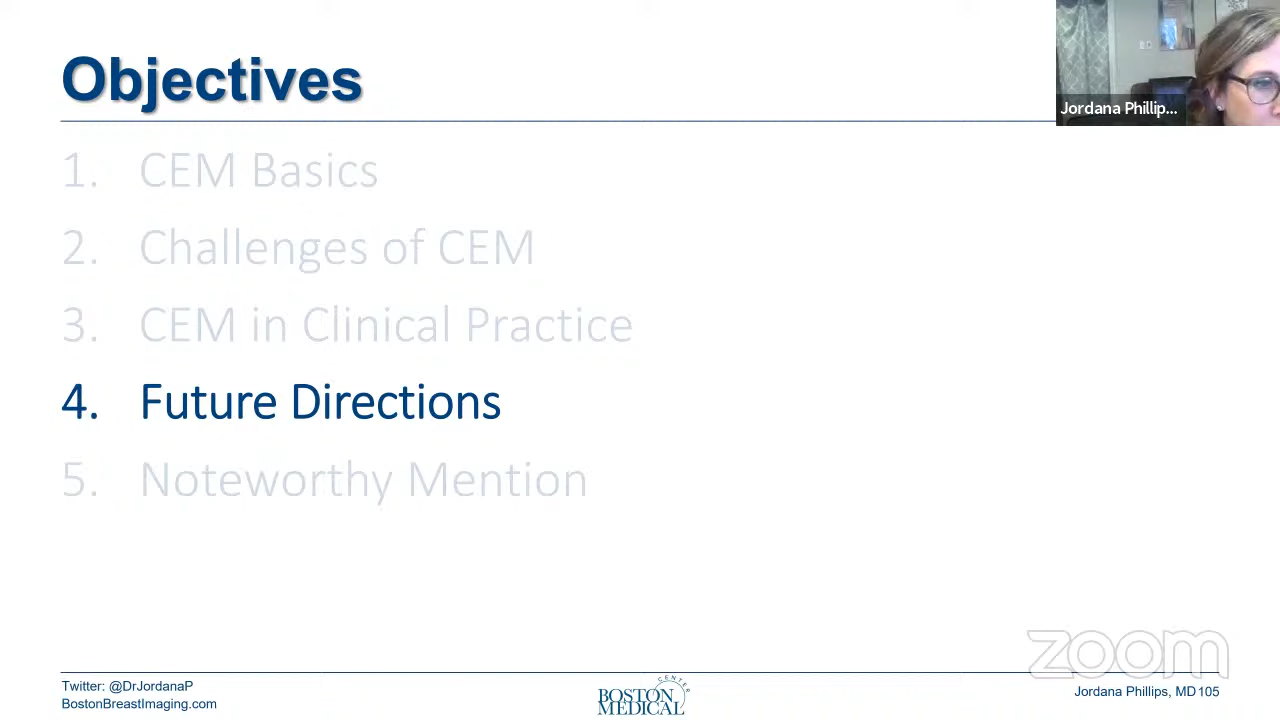 Objectives
Jordana Phillip...
1. CEM Basics
2. Challenges of CEM
3. CEM in Clinical Practice
4. Future Directions
5. Noteworthy Mention
zoom
Twitter: @DrJordanaP
BostonBreastImaging.com
BOSTON
MEDICAL
CENTER
Jordana Phillips, MD 105